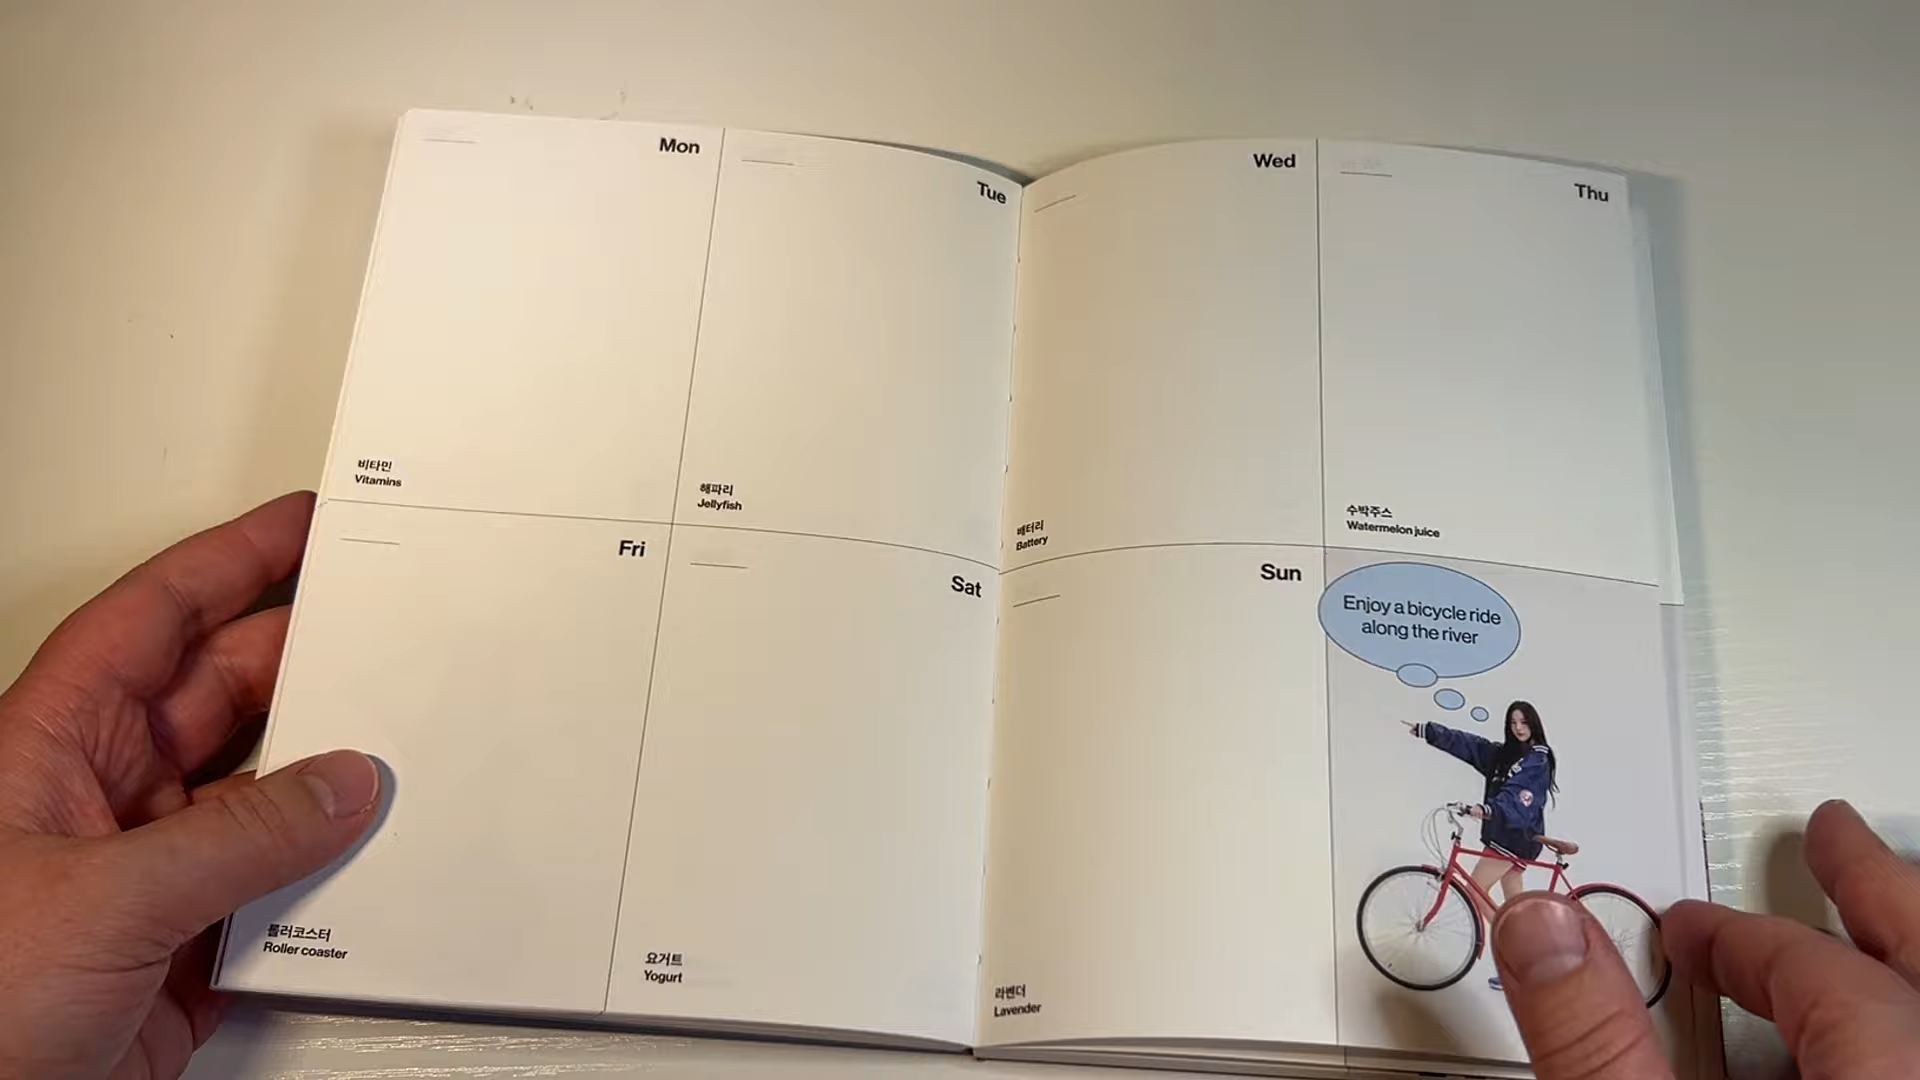 Mon
비타민
Vitamins
Tue
해파리
Jellyfish
Wed
배터리
Battery
Thu
수박주스
Watermelon juice
Fri
롤러코스터
Roller coaster
Sat
요거트
Yogurt
Sun
라벤더
Lavender
Enjoy a bicycle ride
along the river